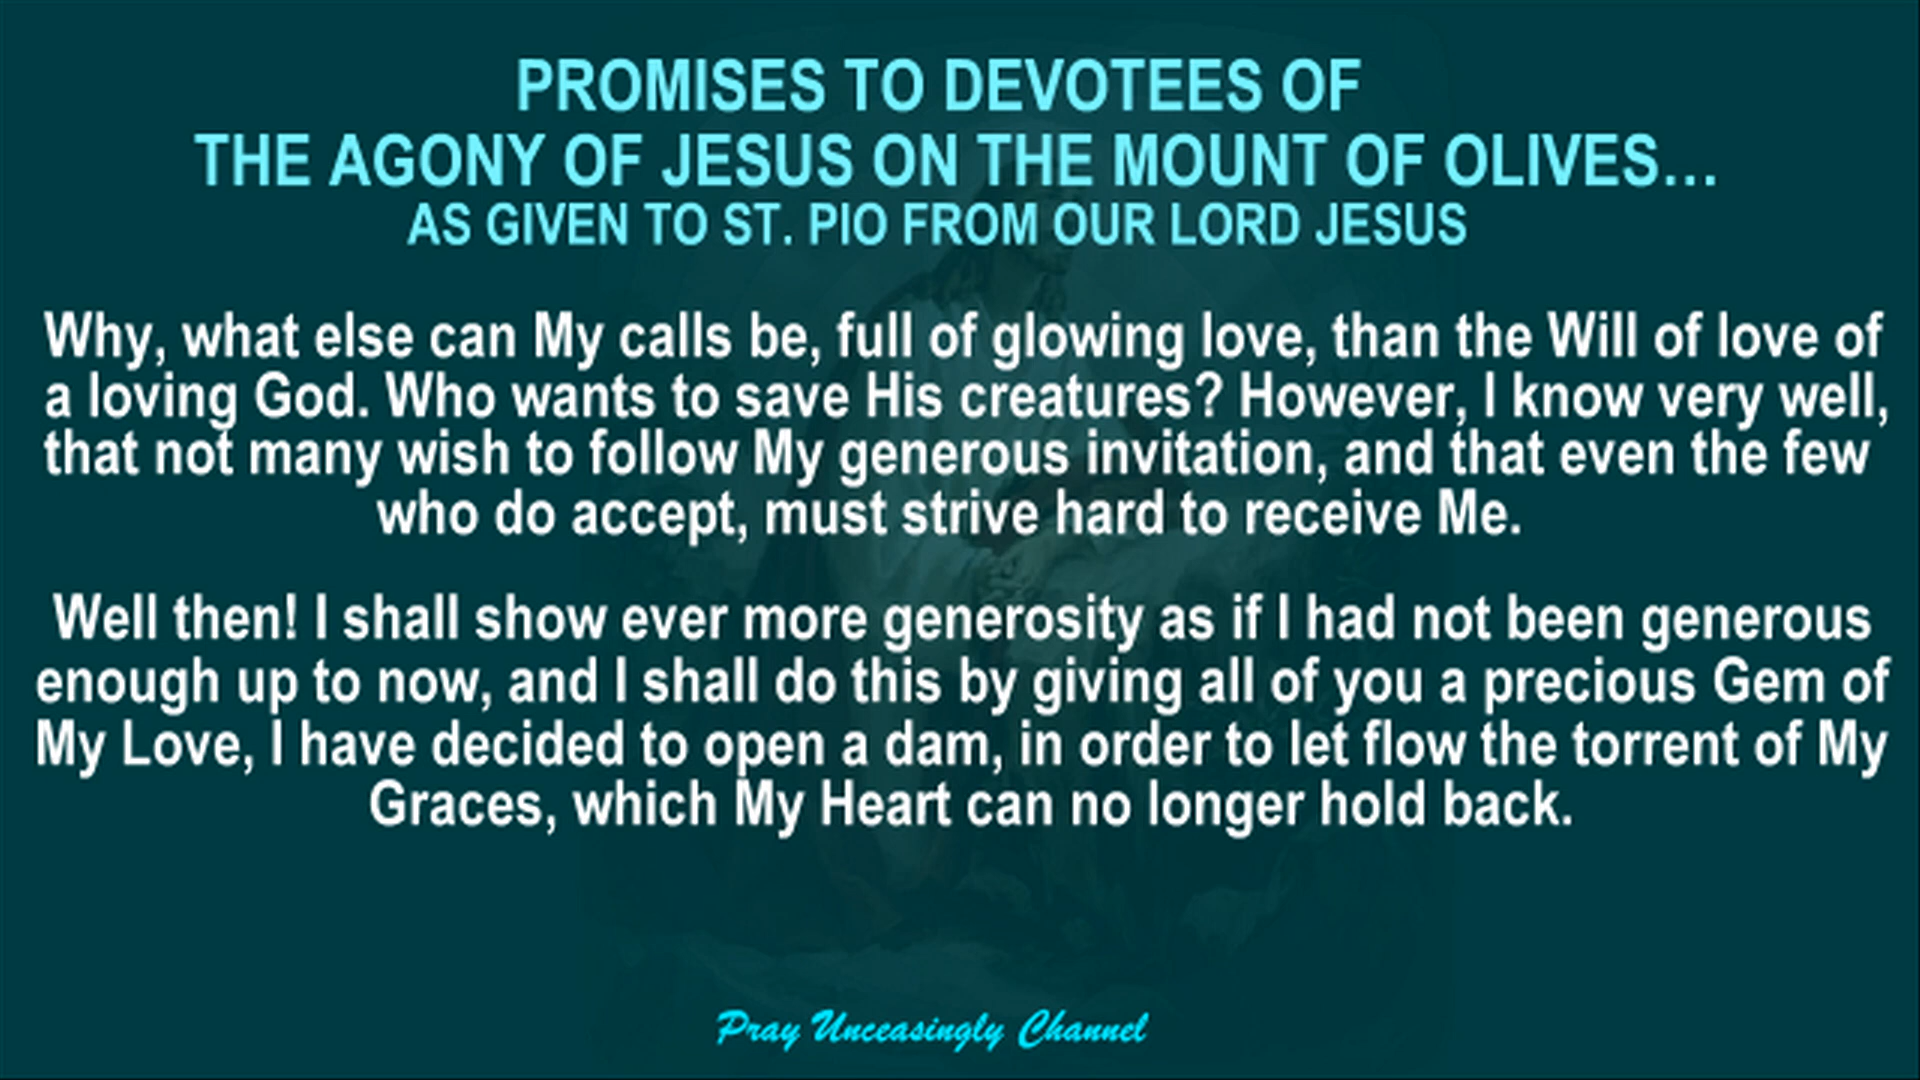 PROMISES TO DEVOTEES OF
THE AGONY OF JESUS ON THE MOUNT OF OLIVES...
AS GIVEN TO ST. PIO FROM OUR LORD JESUS
Why, what else can My calls be, full of glowing love, than the Will of love of
a loving God. Who wants to save His creatures? However, I know very well,
that not many wish to follow My generous invitation, and that even the few
who do accept, must strive hard to receive Me.
Well then! I shall show ever more generosity as if I had not been generous
enough up to now, and I shall do this by giving all of you a precious Gem of
My Love, I have decided to open a dam, in order to let flow the torrent of My
Graces, which My Heart can no longer hold back.
Pray Unceasingly Channel